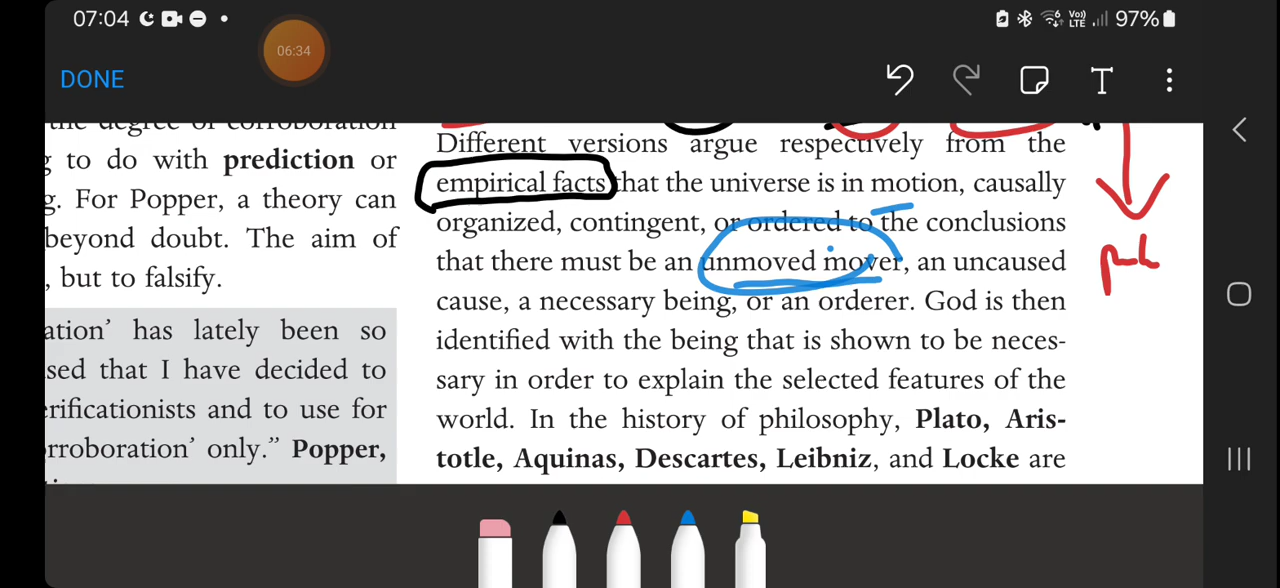 07:04
Vo))
LTE
97%
06:34
DONE
T
the degree of corroboration
g to do with prediction or
g. For Popper, a theory can
beyond doubt. The aim of
, but to falsify.
ation’ has lately been so
sed that I have decided to
erificationists and to use for
rroboration’ only.” Popper,
Different versions argue respectively from the
empirical facts that the universe is in motion, causally
organized, contingent, or ordered to the conclusions
that there must be an unmoved mover, an uncaused
cause, a necessary being, or an orderer. God is then
identified with the being that is shown to be neces-
sary in order to explain the selected features of the
world. In the history of philosophy, Plato, Aris-
totle, Aquinas, Descartes, Leibniz, and Locke are